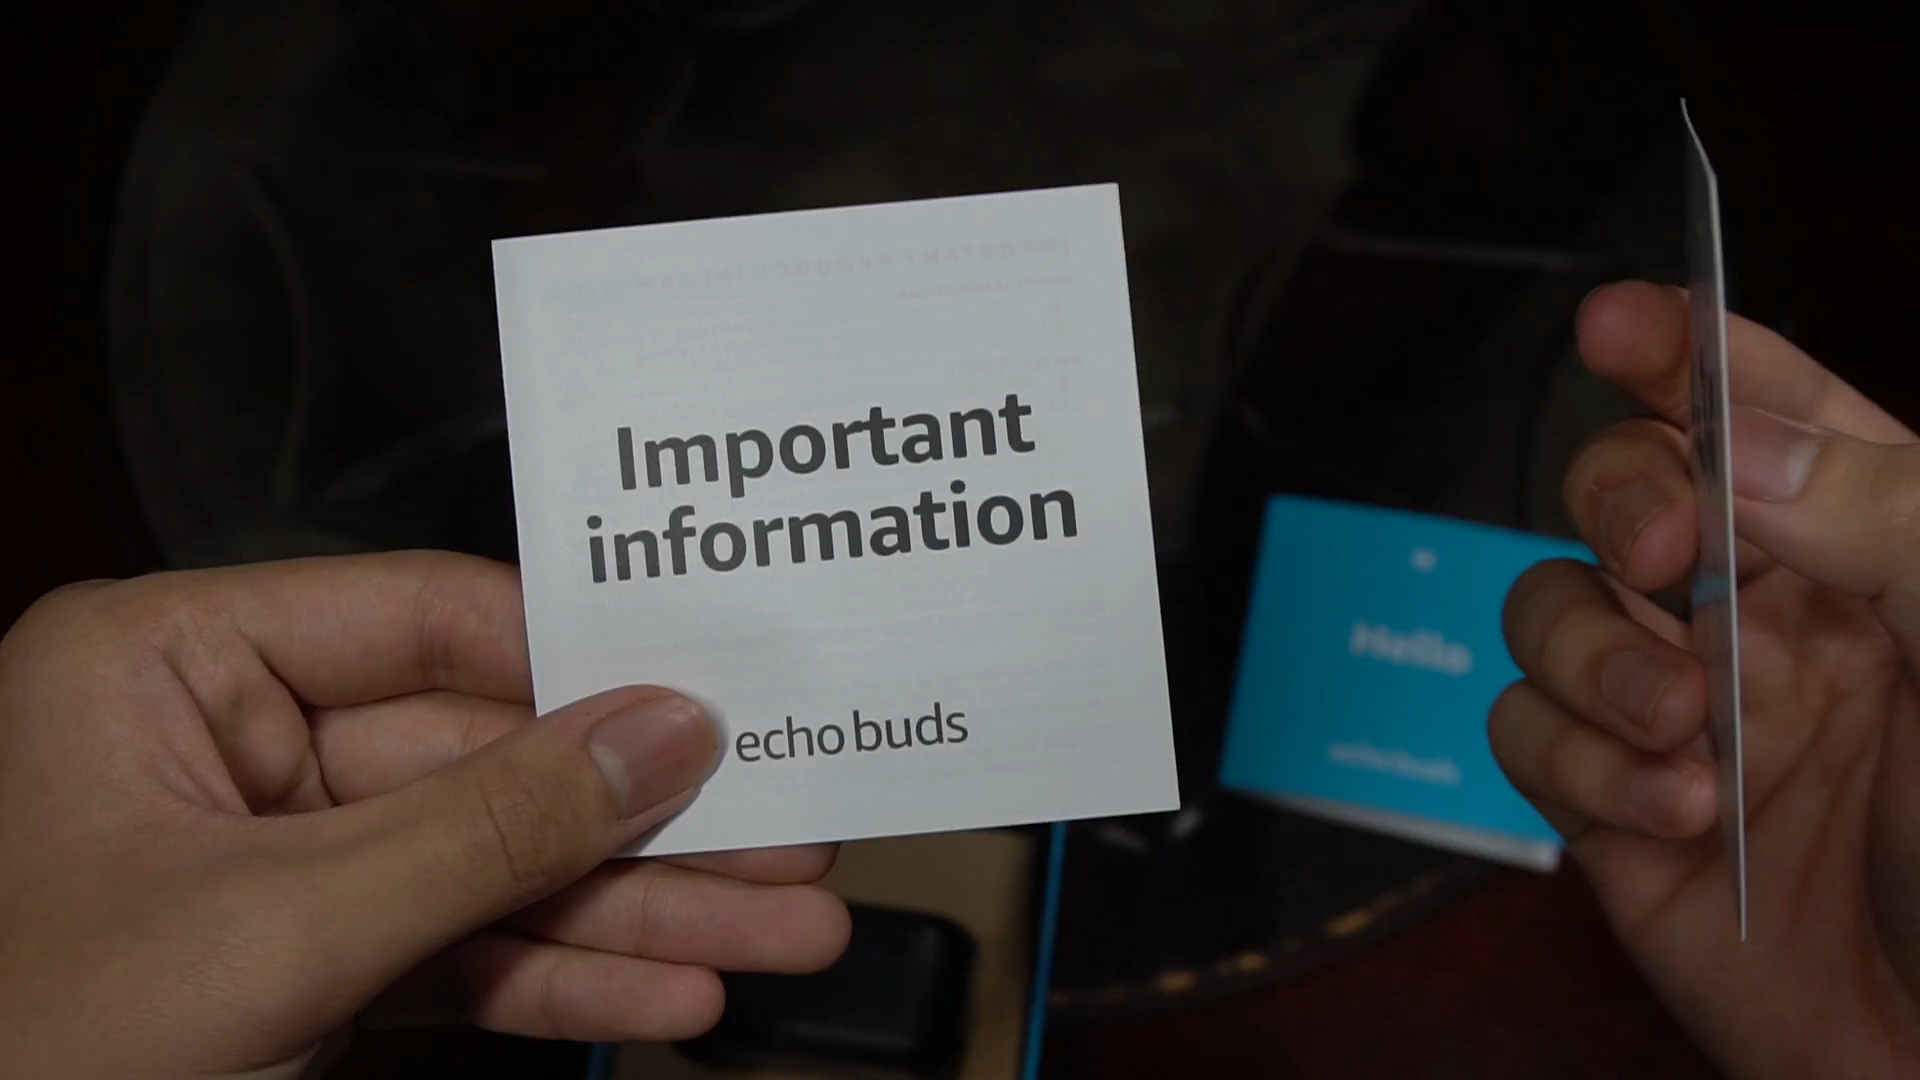 Important
information
echo buds
Hello
echo buds